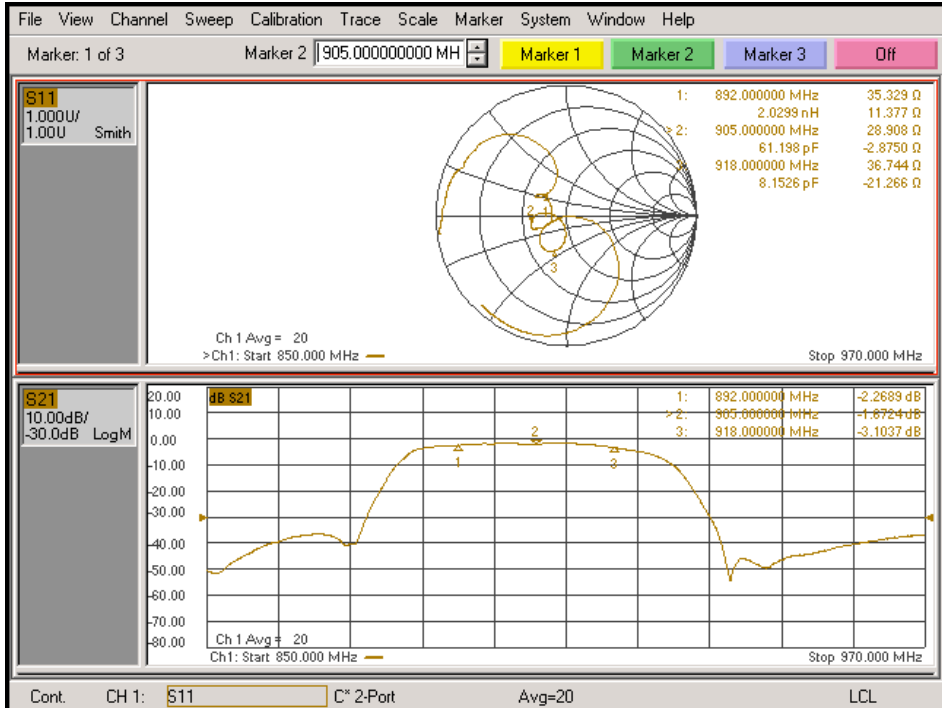 File View Channel Sweep Calibration Trace Scale Marker System Window Help
Marker: 1 of 3 Marker 2 905.000000000 MH Marker 1 Marker 2 Marker 3 Off
S11
1.000U/
1.00U Smith
1: 892.000000 MHz 35.329 Ω
2.0299 nH 11.377 Ω
>2: 905.000000 MHz 28.908 Ω
61.198 pF -2.8750 Ω
918.000000 MHz 36.744 Ω
8.1526 pF -21.266 Ω
2 1
3
Ch 1 Avg = 20
>Ch1: Start 850.000 MHz Stop 970.000 MHz
S21
10.00dB/
-30.0dB LogM
dB S21
1: 892.000000 MHz -2.2689 dB
>2: 905.000000 MHz -1.6724 dB
3: 918.000000 MHz -3.1037 dB
20.00
10.00
0.00
-10.00
-20.00
-30.00
-40.00
-50.00
-60.00
-70.00
-80.00
1
2
3
Ch 1 Avg = 20
Ch1: Start 850.000 MHz Stop 970.000 MHz
Cont. CH 1: S11 C* 2-Port Avg=20 LCL